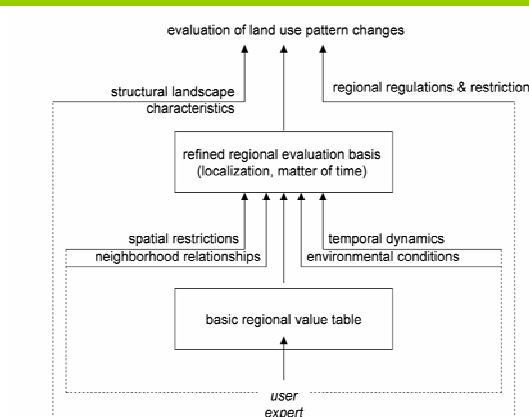 evaluation of land use pattern changes
structural landscape
characteristics
regional regulations & restriction
refined regional evaluation basis
(localization, matter of time)
spatial restrictions
temporal dynamics
neighborhood relationships
environmental conditions
basic regional value table
user
expert